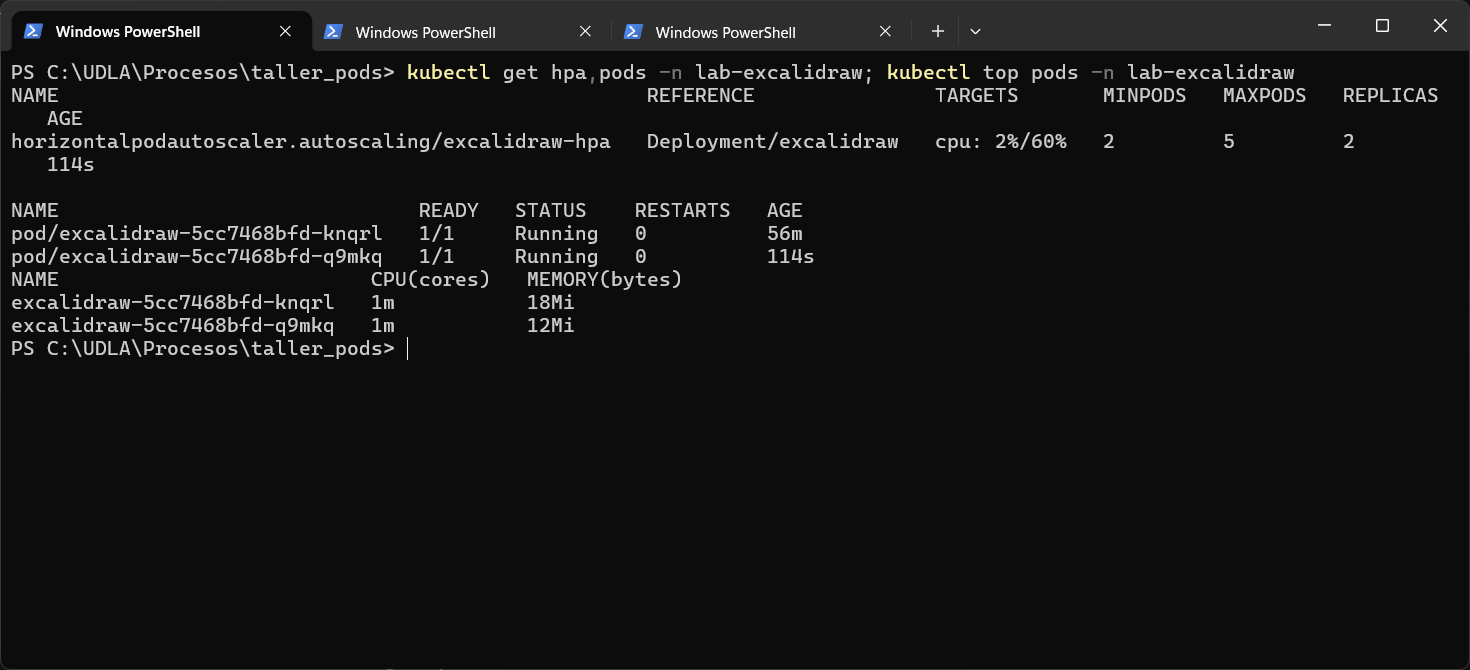 Windows PowerShell
Windows PowerShell
Windows PowerShell
PS C:\UDLA\Procesos\taller_pods> kubectl get hpa,pods -n lab-excalidraw; kubectl top pods -n lab-excalidraw
NAME REFERENCE TARGETS MINPODS MAXPODS REPLICAS
AGE
horizontalpodautoscaler.autoscaling/excalidraw-hpa Deployment/excalidraw cpu: 2%/60% 2 5 2
114s
NAME READY STATUS RESTARTS AGE
pod/excalidraw-5cc7468bfd-knqrl 1/1 Running 0 56m
pod/excalidraw-5cc7468bfd-q9mkq 1/1 Running 0 114s
NAME CPU(cores) MEMORY(bytes)
excalidraw-5cc7468bfd-knqrl 1m 18Mi
excalidraw-5cc7468bfd-q9mkq 1m 12Mi
PS C:\UDLA\Procesos\taller_pods>